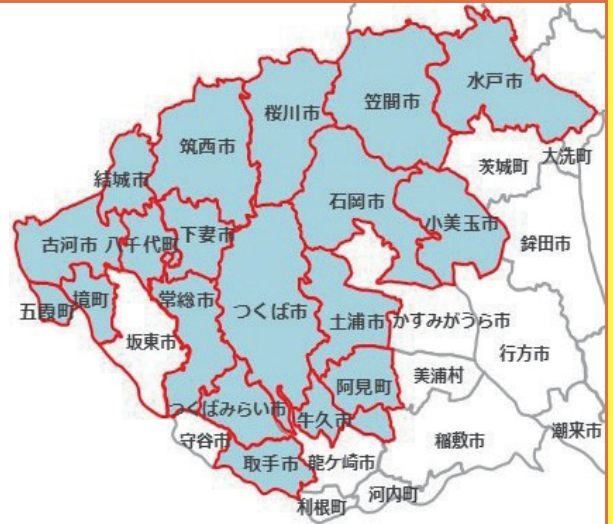 水戸市
笠間市
桜川市
筑西市
茨城町
大洗町
結城市
石岡市
小美玉市
古河市
八千代町
下妻市
鉾田市
五霞町
境町
常総市
つくば市
土浦市
かすみがうら市
坂東市
行方市
美浦村
阿見町
つくばみらい市
牛久市
守谷市
稲敷市
潮来市
取手市
龍ケ崎市
利根町
河内町